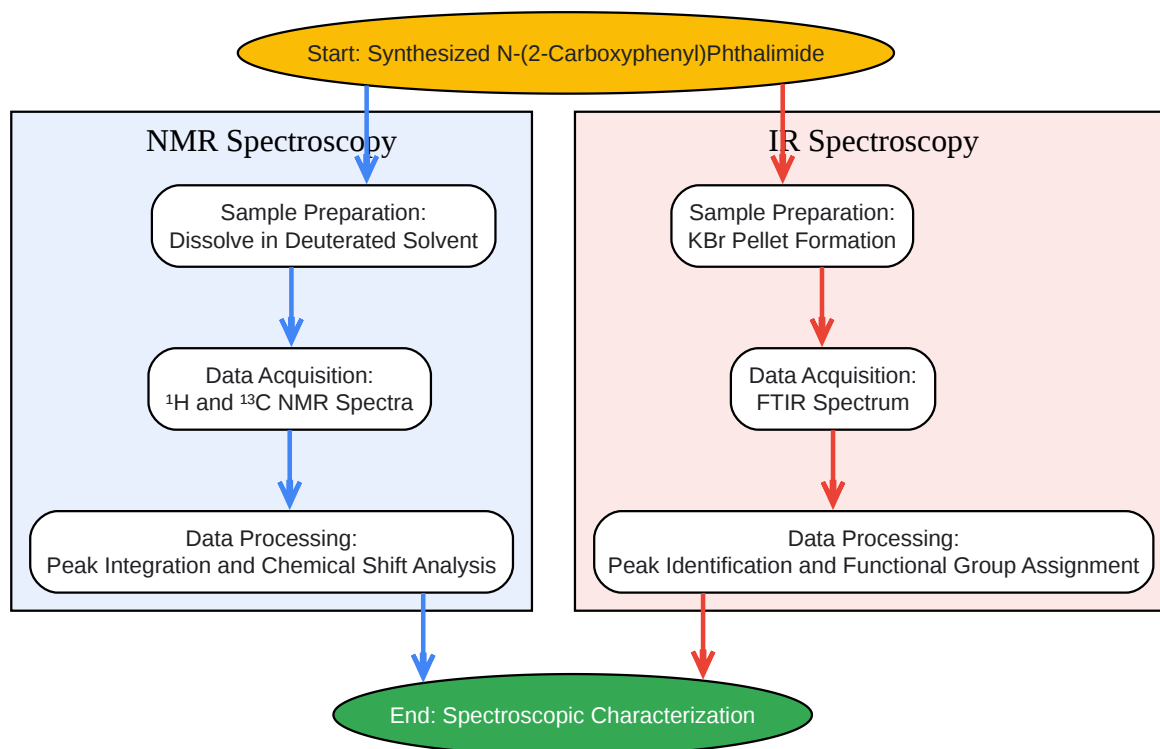 Start: Synthesized N-(2-Carboxyphenyl)Phthalimide
NMR Spectroscopy
Sample Preparation:
Dissolve in Deuterated Solvent
Data Acquisition:
¹H and ¹³C NMR Spectra
Data Processing:
Peak Integration and Chemical Shift Analysis
IR Spectroscopy
Sample Preparation:
KBr Pellet Formation
Data Acquisition:
FTIR Spectrum
Data Processing:
Peak Identification and Functional Group Assignment
End: Spectroscopic Characterization